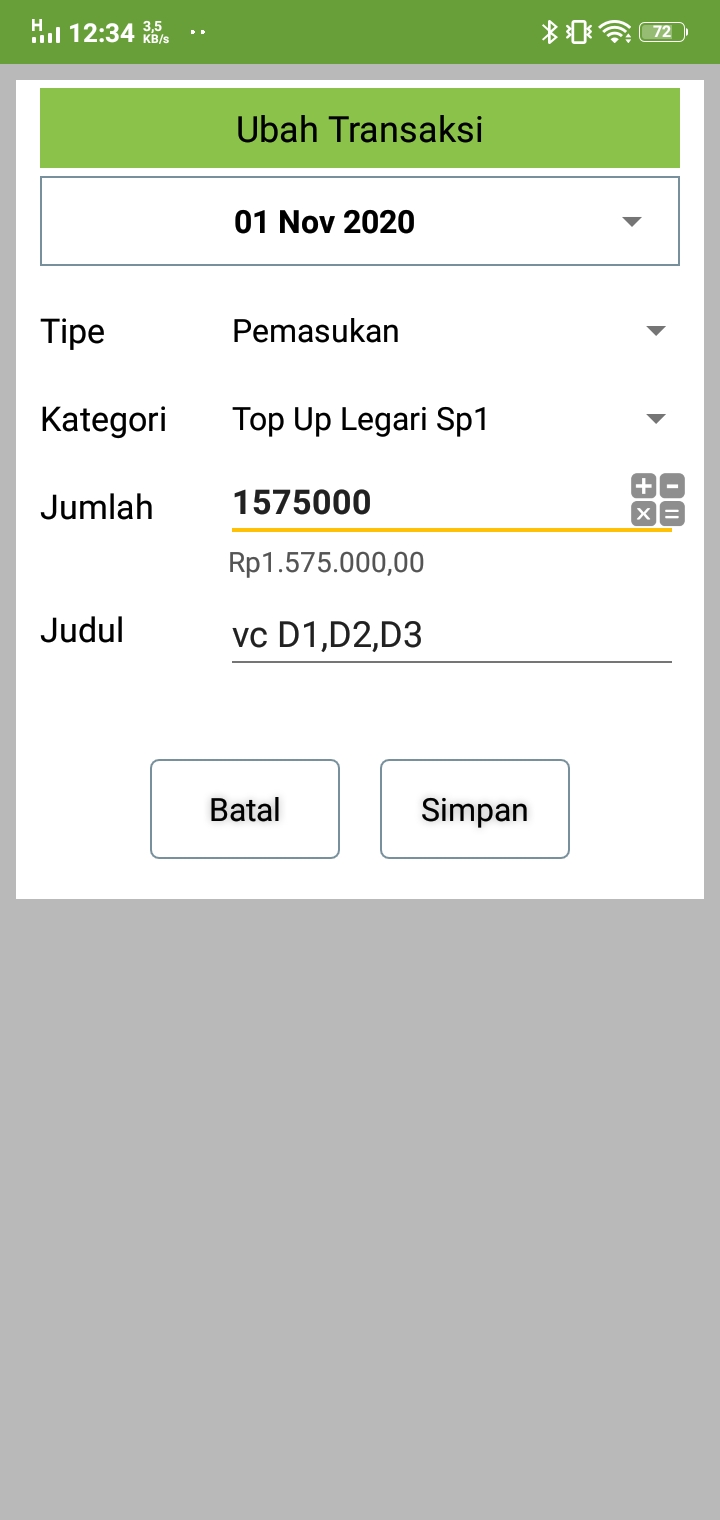 H 12:34 3,5 KB/s 72
Ubah Transaksi
01 Nov 2020
Tipe Pemasukan
Kategori Top Up Legari Sp1
Jumlah 1575000
Rp1.575.000,00
Judul vc D1,D2,D3
Batal Simpan